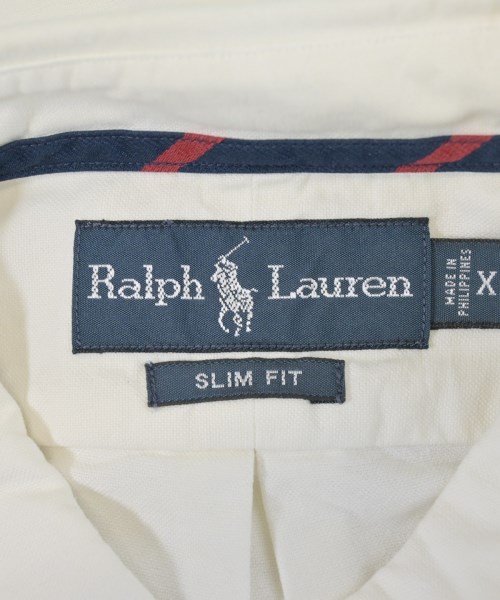 Ralph Lauren
MADE IN
PHILIPPINES
X
SLIM FIT